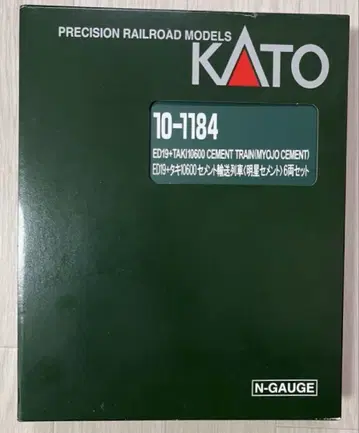 PRECISION RAILROAD MODELS
KATO
10-1184
ED19+TAKI10600 CEMENT TRAIN(MYOJO CEMENT)
ED19+タキ10600セメント輸送列車(明星セメント)6両セット
N-GAUGE